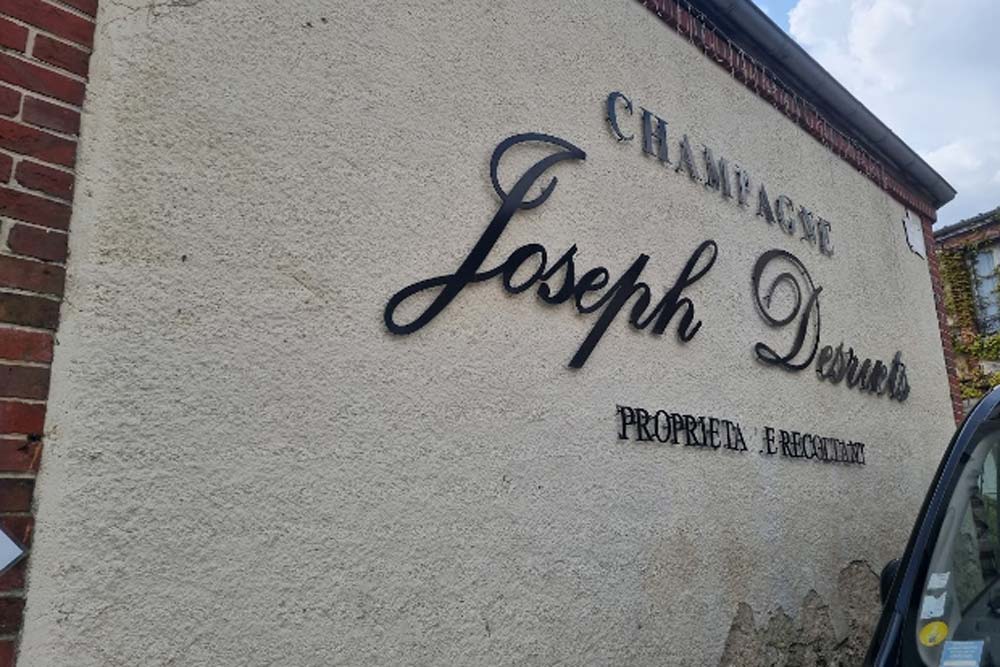 CHAMPAGNE
Joseph Desruets
PROPRIETA  E RECOLTANT